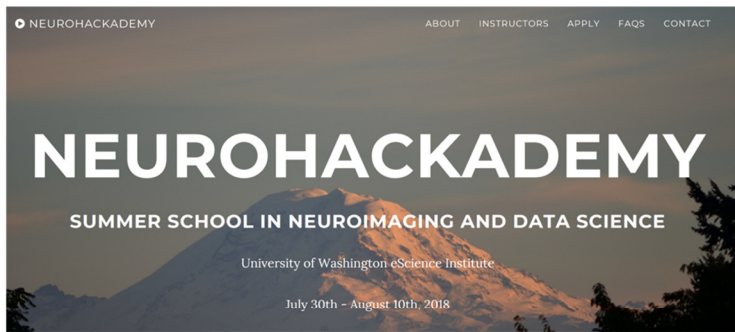 NEUROHACKADEMY
ABOUT INSTRUCTORS APPLY FAQS CONTACT
NEUROHACKADEMY
SUMMER SCHOOL IN NEUROIMAGING AND DATA SCIENCE
University of Washington eScience Institute
July 30th - August 10th, 2018